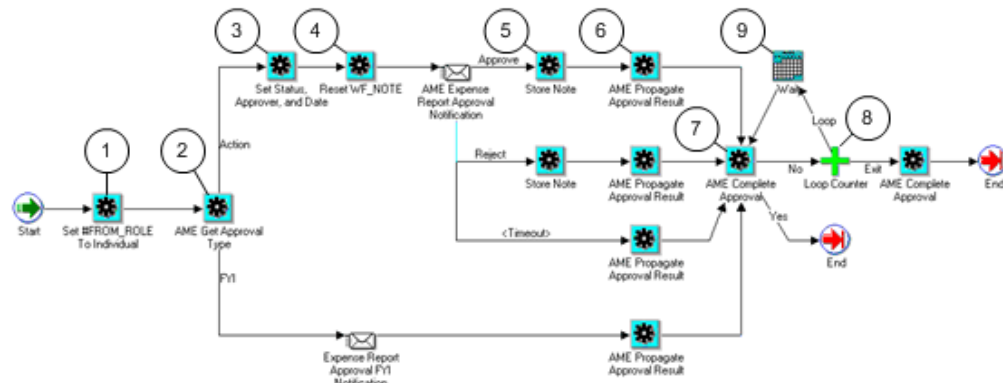 3
4
5
6
9
Approve
Set Status,
Approver, and Date
Reset WF_NOTE
AME Expense
Report Approval
Notification
Store Note
AME Propagate
Approval Result
Wait
Loop
1
2
Action
7
8
Reject
Store Note
AME Propagate
Approval Result
AME Complete
Approval
No
Loop Counter
Exit
AME Complete
Approval
End
Start
Set #FROM_ROLE
To Individual
AME Get Approval
Type
Yes
<Timeout>
AME Propagate
Approval Result
End
FYI
Expense Report
Approval FYI
Notification
AME Propagate
Approval Result